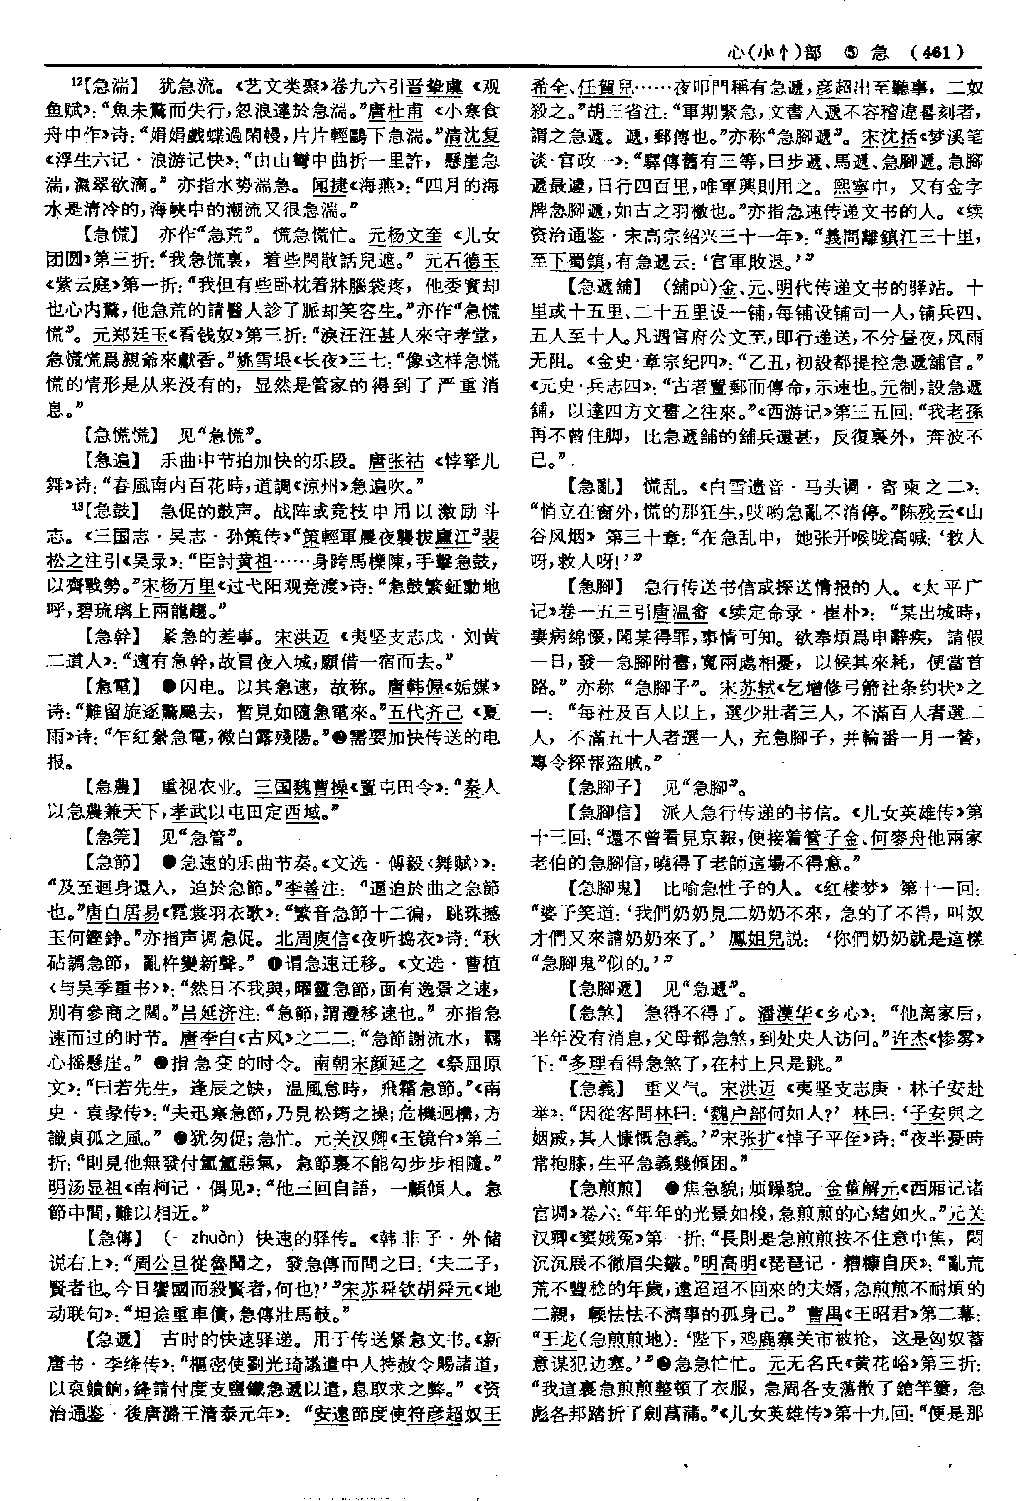 心(小忄)部 ⑤ 急 (461)
¹²【急湍】 犹急流。《艺文类聚》卷九六引晋挚虞《观
鱼赋》：“魚未驚而失行，忽浪遠於急湍。”唐杜甫《小寒食
舟中作》诗：“娟娟戲蝶過閑幔，片片輕鷗下急湍。”清沈复
《浮生六记·浪游记快》：“由山彎中曲折一里許，懸崖急
湍，濃翠欲滴。”亦指水势湍急。闻捷《海燕》：“四月的海
水是清冷的，海峡中的潮流又很急湍。”
【急慌】 亦作“急荒”。慌急慌忙。元杨文奎《儿女
团圆》第三折：“我急慌裏，着些閑散話兒遮。”元石德玉
《紫云庭》第一折：“我但有些卧枕着牀腦袋疼，他委實却
也心内驚，他急荒的請醫人診了脈却笑容生。”亦作“急慌
慌”。元郑廷玉《看钱奴》第三折：“淚汪汪甚人來守孝堂，
急慌慌爲親爺來獻香。”姚雪垠《长夜》三七：“像这样急慌
慌的情形是从来没有的，显然是管家的得到了严重消
息。”
【急慌慌】 见“急慌”。
【急遍】 乐曲中节拍加快的乐段。唐张祜《悖拏儿
舞》诗：“春風南内百花時，道調《涼州》急遍吹。”
¹³【急鼓】 急促的鼓声。战阵或竞技中用以激励斗
志。《三国志·吴志·孙策传》“策輕軍晨夜襲拔廬江”裴
松之注引《吴录》：“臣討黄祖……身跨馬櫟陳，手擊急鼓，
以齊戰勢。”宋杨万里《过弋阳观竞渡》诗：“急鼓繁鉦動地
呼，碧琉璃上兩龍趨。”
【急幹】 紧急的差事。宋洪迈《夷坚支志戊·刘黄
二道人》：“適有急幹，故冒夜入城，願借一宿而去。”
【急電】 ❶闪电。以其急速，故称。唐韩偓《妬媒》
诗：“難留旋逐驚飈去，暫見如隨急電來。”五代齐己《夏
雨》诗：“乍紅縈急電，微白露殘陽。”❷需要加快传送的电
报。
【急農】 重视农业。三国魏曹操《置屯田令》：“秦人
以急農兼天下，孝武以屯田定西域。”
【急筦】 见“急管”。
【急節】 ❶急速的乐曲节奏。《文选·傅毅〈舞赋〉》：
“及至迴身還入，迫於急節。”李善注：“逼迫於曲之急節
也。”唐白居易《霓裳羽衣歌》：“繁音急節十二徧，跳珠撼
玉何鏗錚。”亦指声调急促。北周庾信《夜听捣衣》诗：“秋
砧調急節，亂杵變新聲。”❷谓急速迁移。《文选·曹植
〈与吴季重书〉》：“然日不我與，曜靈急節，面有逸景之速，
别有參商之闊。”吕延济注：“急節，謂遷移速也。”亦指急
速而过的时节。唐李白《古风》之二二：“急節謝流水，羈
心摇懸旌。”❸指急变的时令。南朝宋颜延之《祭屈原
文》：“曰若先生，逢辰之缺，温風怠時，飛霜急節。”《南
史·袁彖传》：“夫迅寒急節，乃見松筠之操；危機迥構，方
識貞孤之風。”❹犹匆促；急忙。元关汉卿《玉镜台》第三
折：“則見他無發付氳氳惡氣，急節裏不能勾步步相隨。”
明汤显祖《南柯记·偶见》：“他三回自語，一顧傾人。急
節中間，難以相近。”
【急傳】 （- zhuàn）快速的驿传。《韩非子·外储
说右上》：“周公旦從魯聞之，發急傳而問之曰：‘夫二子，
賢者也。今日饗國而殺賢者，何也？’”宋苏舜钦胡舜元《地
动联句》：“坦途重車僨，急傳壯馬㩻。”
【急遞】 古时的快速驿递。用于传送紧急文书。《新
唐书·李绛传》：“樞密使劉光琦議遣中人持赦令賜諸道，
以裒饋餉，絳請付度支鹽鐵急遞以遣，息取求之弊。”《资
治通鉴·後唐潞王清泰元年》：“安遠節度使符彦超奴王
希全、任賀兒……夜叩門稱有急遞，彦超出至聽事，二奴
殺之。”胡三省注：“軍期緊急，文書入遞不容稽違晷刻者，
謂之急遞。遞，郵傳也。”亦称“急腳遞”。宋沈括《梦溪笔
谈·官政一》：“驛傳舊有三等，曰步遞、馬遞、急腳遞。急腳
遞最遽，日行四百里，唯軍興則用之。熙寧中，又有金字
牌急腳遞，如古之羽檄也。”亦指急速传递文书的人。《续
资治通鉴·宋高宗绍兴三十一年》：“義問離鎮江三十里，
至下蜀鎮，有急遞云：‘官軍敗退。’”
【急遞鋪】 （鋪pù）金、元、明代传递文书的驿站。十
里或十五里、二十五里设一铺，每铺设铺司一人，铺兵四、
五人至十人。凡遇官府公文至，即行递送，不分昼夜，风雨
无阻。《金史·章宗纪四》：“乙丑，初設都提控急遞鋪官。”
《元史·兵志四》：“古者置郵而傳命，示速也。元制，設急遞
鋪，以達四方文書之往來。”《西游记》第三五回：“我老孫
再不曾住脚，比急遞鋪的鋪兵還甚，反復裏外，奔波不
已。”
【急亂】 慌乱。《白雪遗音·马头调·寄柬之二》：
“悄立在窗外，慌的那狂生，哎喲急亂不消停。”陈残云《山
谷风烟》第三十章：“在急乱中，她张开喉咙高喊：‘救人
呀，救人呀！’”
【急腳】 急行传送书信或探送情报的人。《太平广
记》卷一五三引唐温畬《续定命录·崔朴》：“某出城時，
妻病綿惙，聞某得罪，事情可知。欲奉煩爲申辭疾，請假
一日，發一急腳附書，寬兩處相憂，以候其來耗，便當首
路。”亦称“急腳子”。宋苏轼《乞增修弓箭社条约状》之
一：“每社及百人以上，選少壯者三人，不滿百人者選二
人，不滿五十人者選一人，充急腳子，并輪番一月一替，
專令探報盗賊。”
【急腳子】 见“急腳”。
【急腳信】 派人急行传递的书信。《儿女英雄传》第
十三回：“還不曾看見京報，便接着管子金、何麥舟他兩家
老伯的急腳信，曉得了老師這場不得意。”
【急腳鬼】 比喻急性子的人。《红楼梦》第十一回：
“婆子笑道：‘我們奶奶見二奶奶不來，急的了不得，叫奴
才們又來請奶奶來了。’鳳姐兒説：‘你們奶奶就是這樣
“急腳鬼”似的。’”
【急腳遞】 见“急遞”。
【急煞】 急得不得了。潘漠华《乡心》：“他离家后，
半年没有消息，父母都急煞，到处央人访问。”许杰《惨雾》
下：“多理看得急煞了，在村上只是跳。”
【急義】 重义气。宋洪迈《夷坚支志庚·林子安赴
举》：“因從客問林曰：‘魏户部何如人？’林曰：‘子安與之
姻戚，其人慷慨急義。’”宋张扩《悼子平侄》诗：“夜半憂時
常抱膝，生平急義幾傾囷。”
【急煎煎】 ❶焦急貌；烦躁貌。金董解元《西厢记诸
宫调》卷六：“年年的光景如梭，急煎煎的心緒如火。”元关
汉卿《窦娥冤》第一折：“長則是急煎煎按不住意中焦，悶
沉沉展不徹眉尖皺。”明高明《琵琶记·糟糠自厌》：“亂荒
荒不豐稔的年歲，遠迢迢不回來的夫婿，急煎煎不耐煩的
二親，軟怯怯不濟事的孤身己。”曹禺《王昭君》第二幕：
“王龙（急煎煎地）：‘陛下，鸡鹿寨关市被抢，这是匈奴蓄
意谋犯边塞。’”❷急急忙忙。元无名氏《黄花峪》第三折：
“我這裏急煎煎整頓了衣服，急周各支蕩散了鎗竿簍，急
彪各邦踏折了劍菖蒲。”《儿女英雄传》第十九回：“便是那